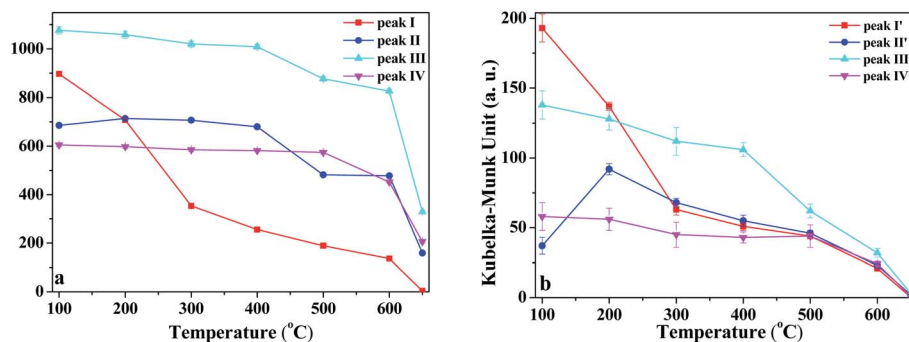 peak I
peak II
peak III
peak IV
1000
800
600
400
200
0
a
100
200
300
400
500
600
Temperature (°C)
Kubelka-Munk Unit (a. u.)
peak I'
peak II'
peak III
peak IV
200
150
100
50
0
b
100
200
300
400
500
600
Temperature (°C)